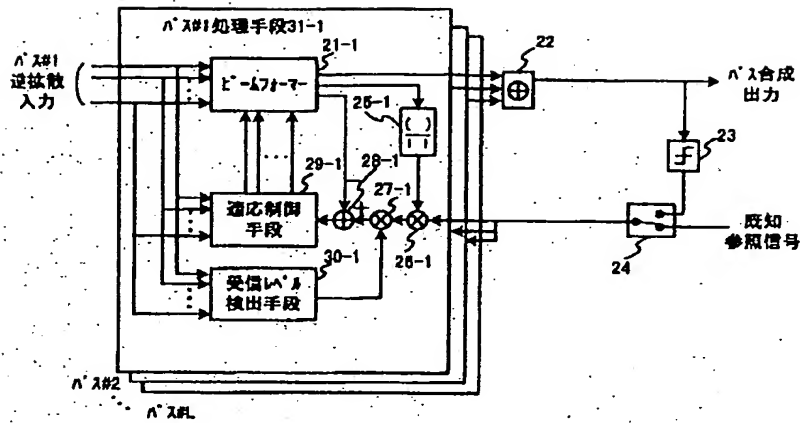 パス#1処理手段31-1
パス#1
逆拡散
入力
21-1
ビームフォーマー
22
パス合成
出力
25-1
23
29-1
28-1
27-1
適応制御
手段
26-1
24
既知
参照信号
30-1
受信レベル
検出手段
パス#2
パス#L